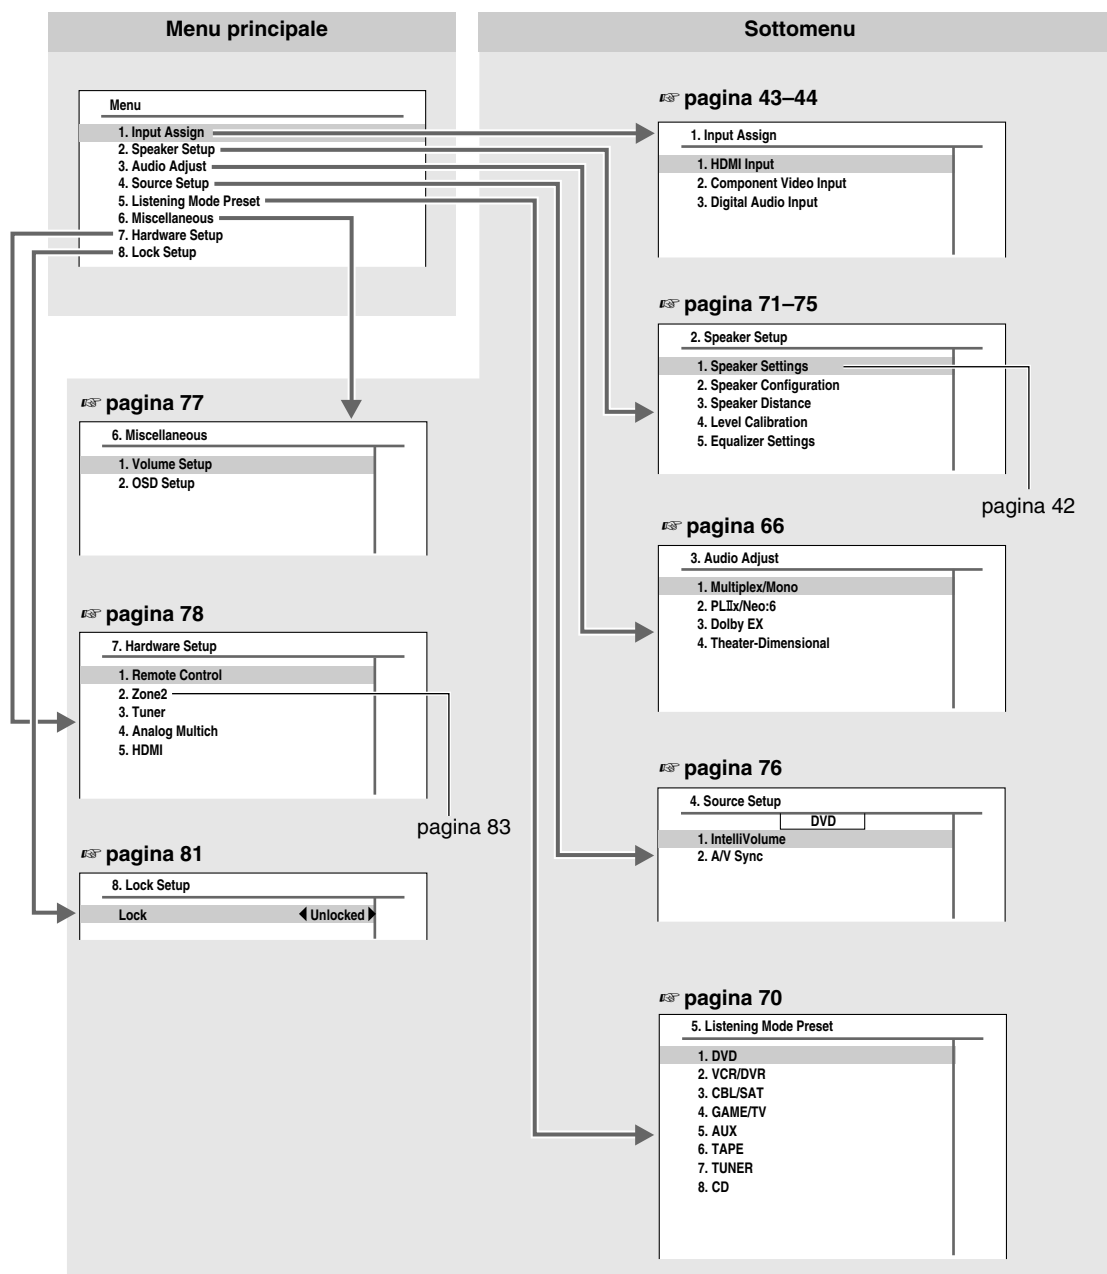 Menu principale
Sottomenu
Menu
1. Input Assign
2. Speaker Setup
3. Audio Adjust
4. Source Setup
5. Listening Mode Preset
6. Miscellaneous
7. Hardware Setup
8. Lock Setup
☞ pagina 43–44
1. Input Assign
1. HDMI Input
2. Component Video Input
3. Digital Audio Input
☞ pagina 71–75
2. Speaker Setup
1. Speaker Settings
2. Speaker Configuration
3. Speaker Distance
4. Level Calibration
5. Equalizer Settings
pagina 42
☞ pagina 77
6. Miscellaneous
1. Volume Setup
2. OSD Setup
☞ pagina 66
3. Audio Adjust
1. Multiplex/Mono
2. PLIIx/Neo:6
3. Dolby EX
4. Theater-Dimensional
☞ pagina 78
7. Hardware Setup
1. Remote Control
2. Zone2
3. Tuner
4. Analog Multich
5. HDMI
pagina 83
☞ pagina 76
4. Source Setup
DVD
1. IntelliVolume
2. A/V Sync
☞ pagina 81
8. Lock Setup
Lock ◀ Unlocked ▶
☞ pagina 70
5. Listening Mode Preset
1. DVD
2. VCR/DVR
3. CBL/SAT
4. GAME/TV
5. AUX
6. TAPE
7. TUNER
8. CD